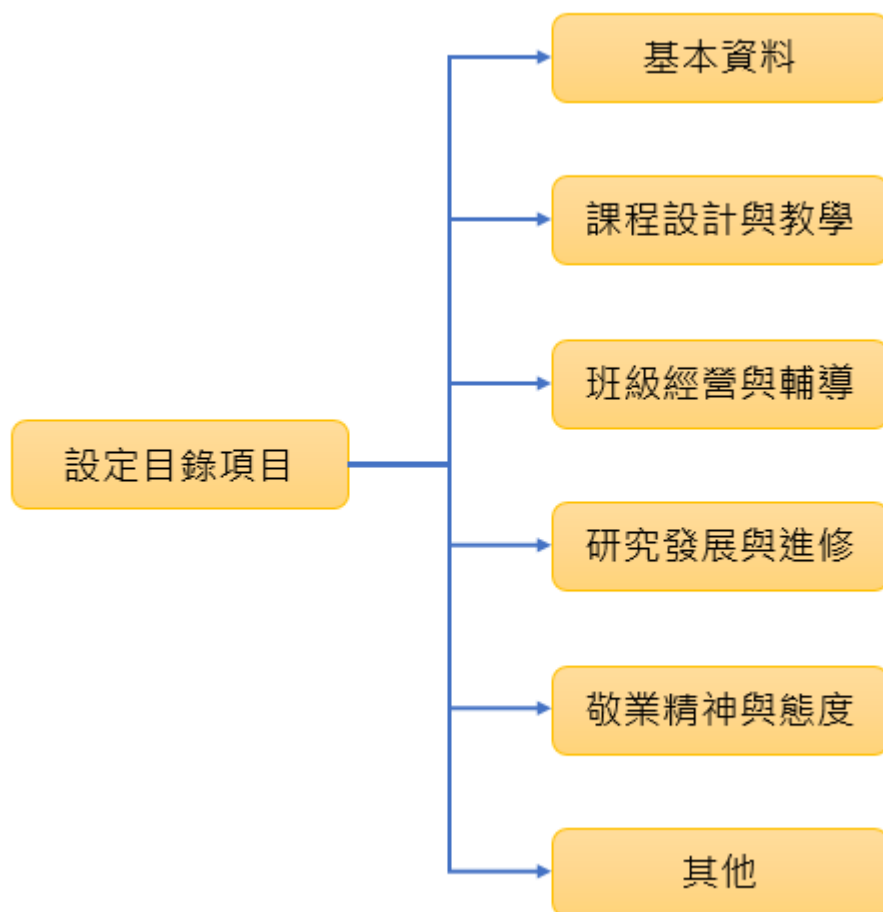 基本資料
課程設計與教學
班級經營與輔導
設定目錄項目
研究發展與進修
敬業精神與態度
其他